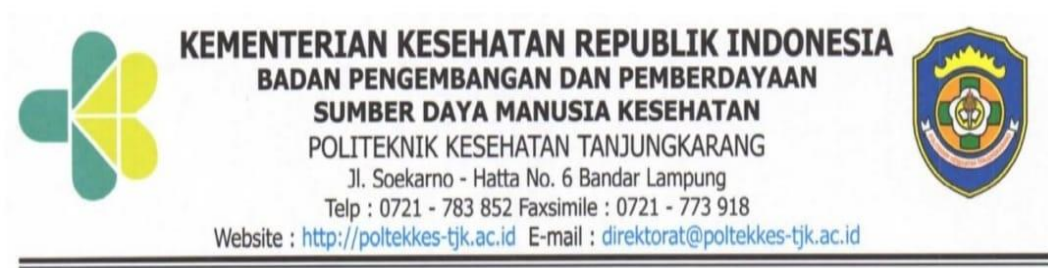 KEMENTERIAN KESEHATAN REPUBLIK INDONESIA
BADAN PENGEMBANGAN DAN PEMBERDAYAAN
SUMBER DAYA MANUSIA KESEHATAN
POLITEKNIK KESEHATAN TANJUNGKARANG
Jl. Soekarno - Hatta No. 6 Bandar Lampung
Telp : 0721 - 783 852 Faxsimile : 0721 - 773 918
Website : http://poltekkes-tjk.ac.id E-mail : direktorat@poltekkes-tjk.ac.id